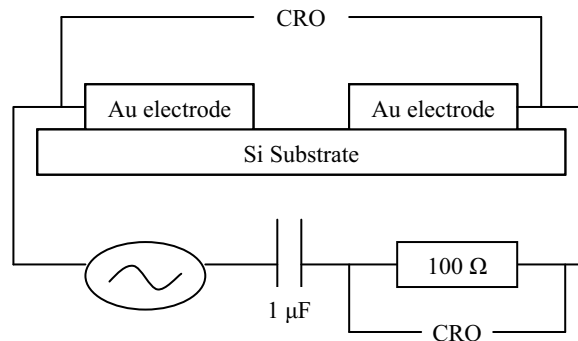 CRO
Au electrode
Au electrode
Si Substrate
100 Ω
1 μF
CRO